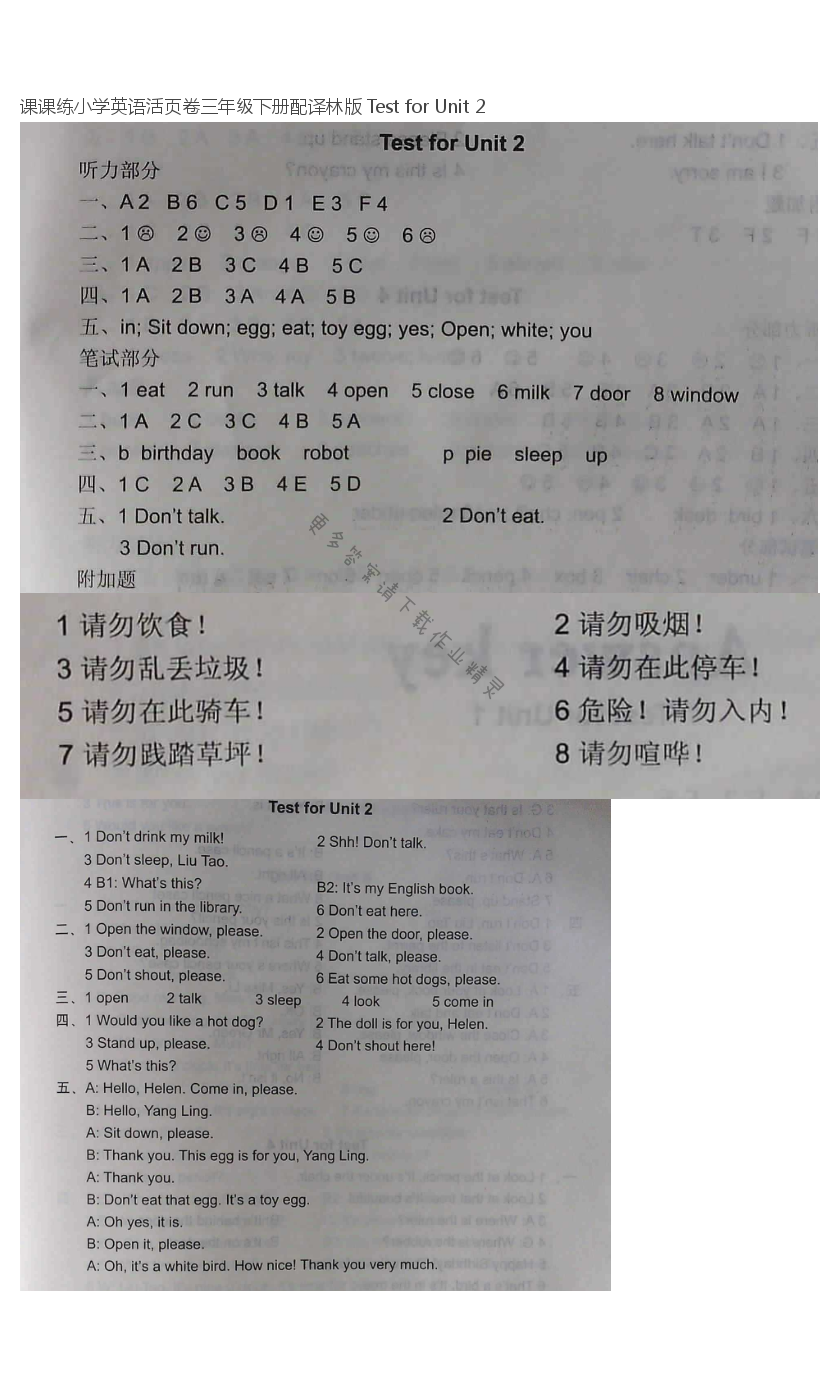 课课练小学英语活页卷三年级下册配译林版 Test for Unit 2
Test for Unit 2
听力部分
一、A 2 B 6 C 5 D 1 E 3 F 4
二、1 ☹ 2 ☺ 3 ☹ 4 ☺ 5 ☺ 6 ☹
三、1 A 2 B 3 C 4 B 5 C
四、1 A 2 B 3 A 4 A 5 B
五、in; Sit down; egg; eat; toy egg; yes; Open; white; you
笔试部分
一、1 eat 2 run 3 talk 4 open 5 close 6 milk 7 door 8 window
二、1 A 2 C 3 C 4 B 5 A
三、b birthday book robot p pie sleep up
四、1 C 2 A 3 B 4 E 5 D
五、1 Don't talk. 2 Don't eat.
3 Don't run.
附加题
1 请勿饮食！ 2 请勿吸烟！
3 请勿乱丢垃圾！ 4 请勿在此停车！
5 请勿在此骑车！ 6 危险！请勿入内！
7 请勿践踏草坪！ 8 请勿喧哗！
更多答案请下载作业精灵
Test for Unit 2
一、1 Don't drink my milk! 2 Shh! Don't talk.
3 Don't sleep, Liu Tao.
4 B1: What's this? B2: It's my English book.
5 Don't run in the library. 6 Don't eat here.
二、1 Open the window, please. 2 Open the door, please.
3 Don't eat, please. 4 Don't talk, please.
5 Don't shout, please. 6 Eat some hot dogs, please.
三、1 open 2 talk 3 sleep 4 look 5 come in
四、1 Would you like a hot dog? 2 The doll is for you, Helen.
3 Stand up, please. 4 Don't shout here!
5 What's this?
五、A: Hello, Helen. Come in, please.
B: Hello, Yang Ling.
A: Sit down, please.
B: Thank you. This egg is for you, Yang Ling.
A: Thank you.
B: Don't eat that egg. It's a toy egg.
A: Oh yes, it is.
B: Open it, please.
A: Oh, it's a white bird. How nice! Thank you very much.